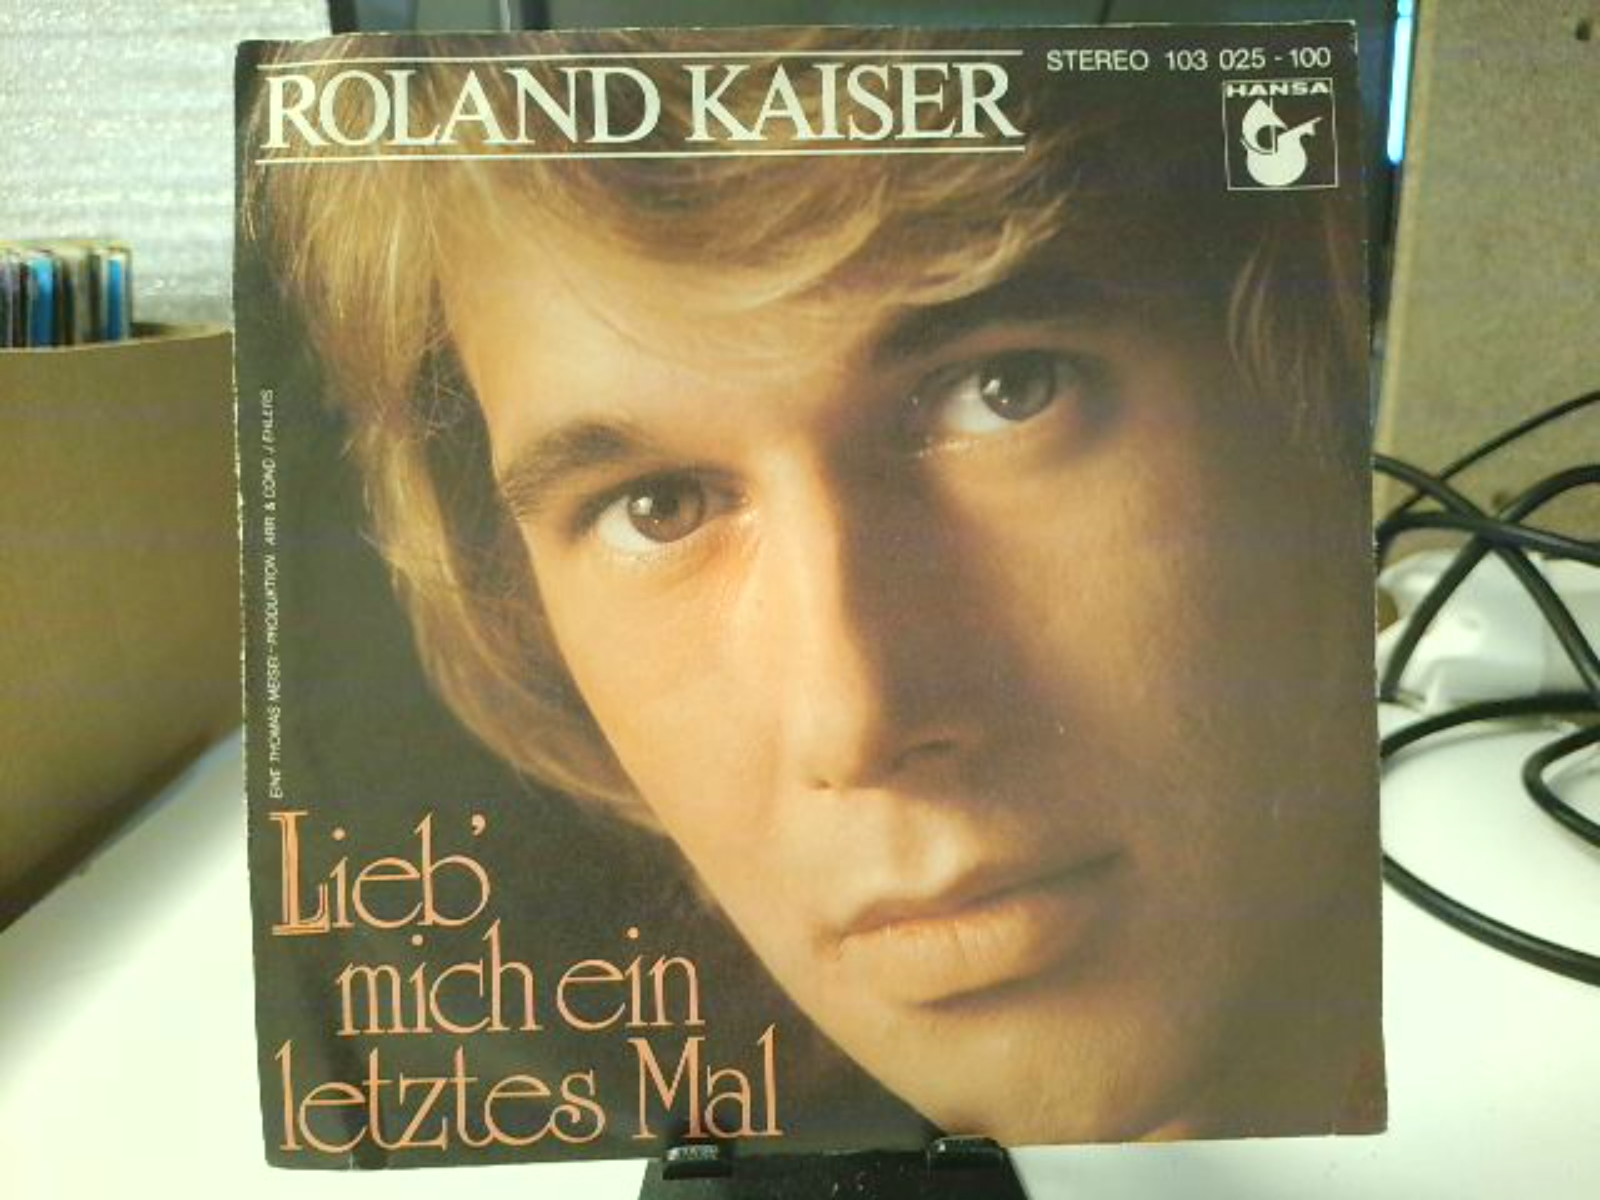 ROLAND KAISER
STEREO 103 025 - 100
HANSA
EINE THOMAS MEISEL-PRODUKTION ARR & COND J EHLERS
Lieb'
mich ein
letztes Mal